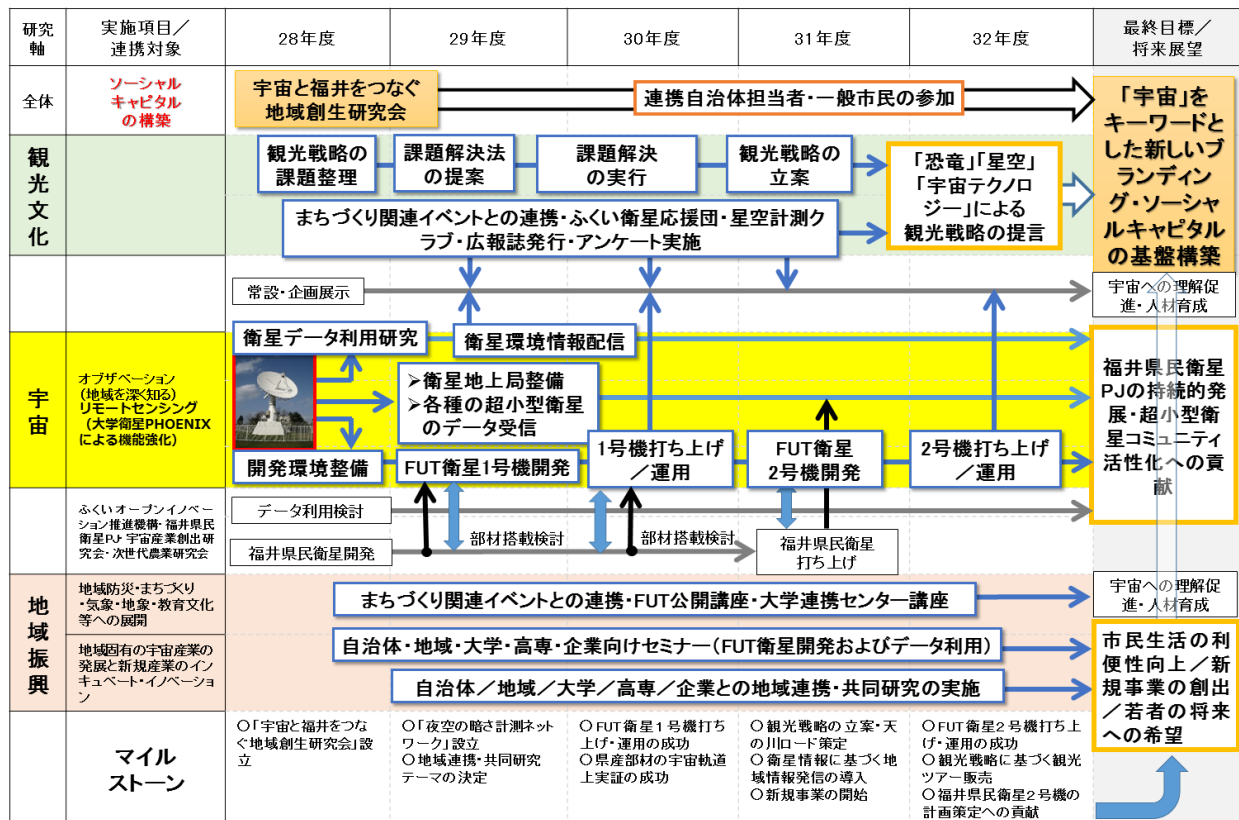 研究
軸
実施項目／
連携対象
28年度
29年度
30年度
31年度
32年度
最終目標／
将来展望
全体
ソーシャル
キャピタル
の構築
宇宙と福井をつなぐ
地域創生研究会
連携自治体担当者・一般市民の参加
「宇宙」を
キーワードと
した新しいブ
ランディン
グ・ソーシャ
ルキャピタル
の基盤構築
観光文化
観光戦略の
課題整理
課題解決法
の提案
課題解決
の実行
観光戦略の
立案
「恐竜」「星空」
「宇宙テクノロ
ジー」による
観光戦略の提言
まちづくり関連イベントとの連携・ふくい衛星応援団・星空計測ク
ラブ・広報誌発行・アンケート実施
常設・企画展示
宇宙への理解促
進・人材育成
宇宙
オブザベーション
(地域を深く知る)
リモートセンシング
（大学衛星PHOENIX
による機能強化）
衛星データ利用研究
衛星環境情報配信
➢衛星地上局整備
➢各種の超小型衛星
のデータ受信
開発環境整備
FUT衛星1号機開発
1号機打ち上げ
／運用
FUT衛星
2号機開発
2号機打ち上げ
／運用
福井県民衛星
PJの持続的発
展・超小型衛
星コミュニティ
活性化への貢
献
ふくいオープンイノベー
ション推進機構・福井県民
衛星PJ・宇宙産業創出研
究会・次世代農業研究会
データ利用検討
福井県民衛星開発
部材搭載検討
部材搭載検討
福井県民衛星
打ち上げ
地域振興
地域防災・まちづくり
・気象・地象・教育文化
等への展開
まちづくり関連イベントとの連携・FUT公開講座・大学連携センター講座
宇宙への理解促
進・人材育成
地域固有の宇宙産業の
発展と新規産業のイン
キュベート・イノベーショ
ン
自治体・地域・大学・高専・企業向けセミナー（FUT衛星開発およびデータ利用）
自治体／地域／大学／高専／企業との地域連携・共同研究の実施
市民生活の利
便性向上／新
規事業の創出
／若者の将来
への希望
マイル
ストーン
○「宇宙と福井をつな
ぐ地域創生研究会」設
立
○「夜空の暗さ計測ネット
ワーク」設立
○地域連携・共同研究
テーマの決定
○FUT衛星1号機打ち
上げ・運用の成功
○県産部材の宇宙軌道
上実証の成功
○観光戦略の立案・天
の川ロード策定
○衛星情報に基づく地
域情報発信の導入
○新規事業の開始
○FUT衛星2号機打ち上
げ・運用の成功
○観光戦略に基づく観光
ツアー販売
○福井県民衛星2号機の
計画策定への貢献